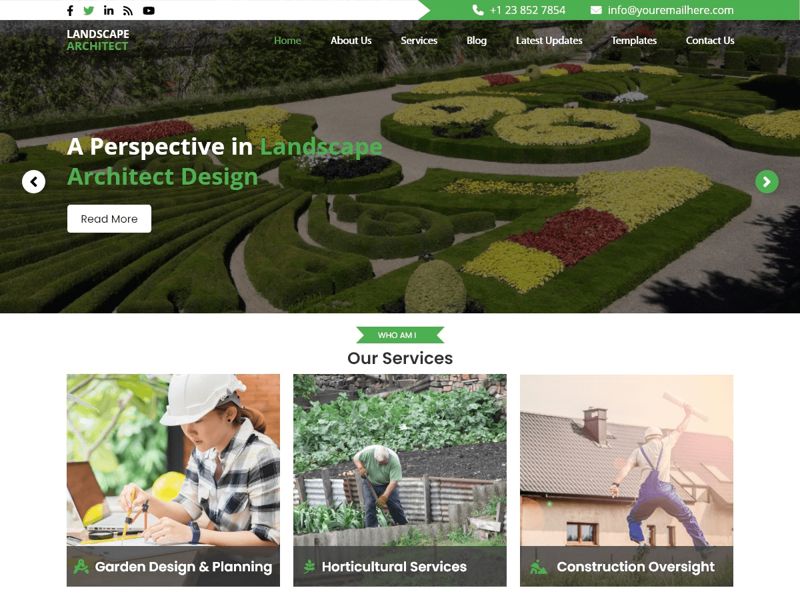 +1 23 852 7854
info@youremailhere.com
LANDSCAPE
ARCHITECT
Home About Us Services Blog Latest Updates Templates Contact Us
A Perspective in Landscape
Architect Design
Read More
WHO AM I
Our Services
Garden Design & Planning
Horticultural Services
Construction Oversight